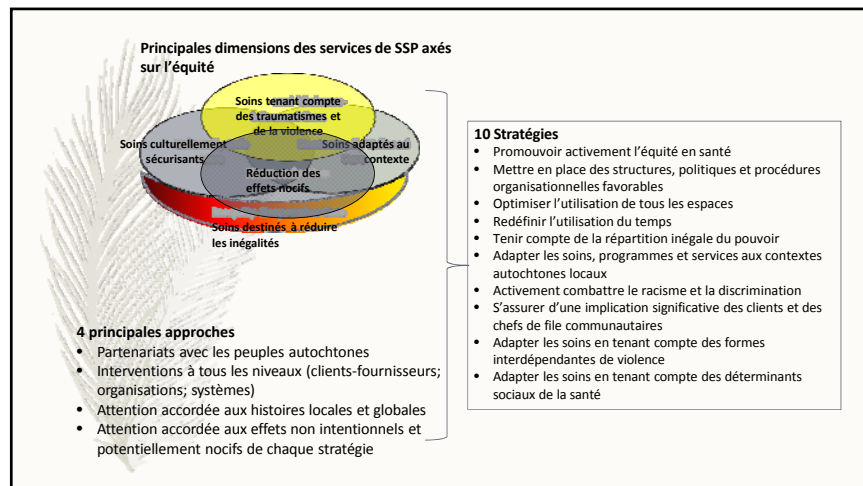 Principales dimensions des services de SSP axés
sur l’équité
Soins tenant compte
des traumatismes et
de la violence
Soins culturellement
sécurisants
Soins adaptés au
contexte
Réduction des
effets nocifs
Soins destinés à réduire
les inégalités
4 principales approches
• Partenariats avec les peuples autochtones
• Interventions à tous les niveaux (clients-fournisseurs;
organisations; systèmes)
• Attention accordée aux histoires locales et globales
• Attention accordée aux effets non intentionnels et
potentiellement nocifs de chaque stratégie
10 Stratégies
• Promouvoir activement l’équité en santé
• Mettre en place des structures, politiques et procédures
organisationnelles favorables
• Optimiser l’utilisation de tous les espaces
• Redéfinir l’utilisation du temps
• Tenir compte de la répartition inégale du pouvoir
• Adapter les soins, programmes et services aux contextes
autochtones locaux
• Activement combattre le racisme et la discrimination
• S’assurer d’une implication significative des clients et des
chefs de file communautaires
• Adapter les soins en tenant compte des formes
interdépendantes de violence
• Adapter les soins en tenant compte des déterminants
sociaux de la santé